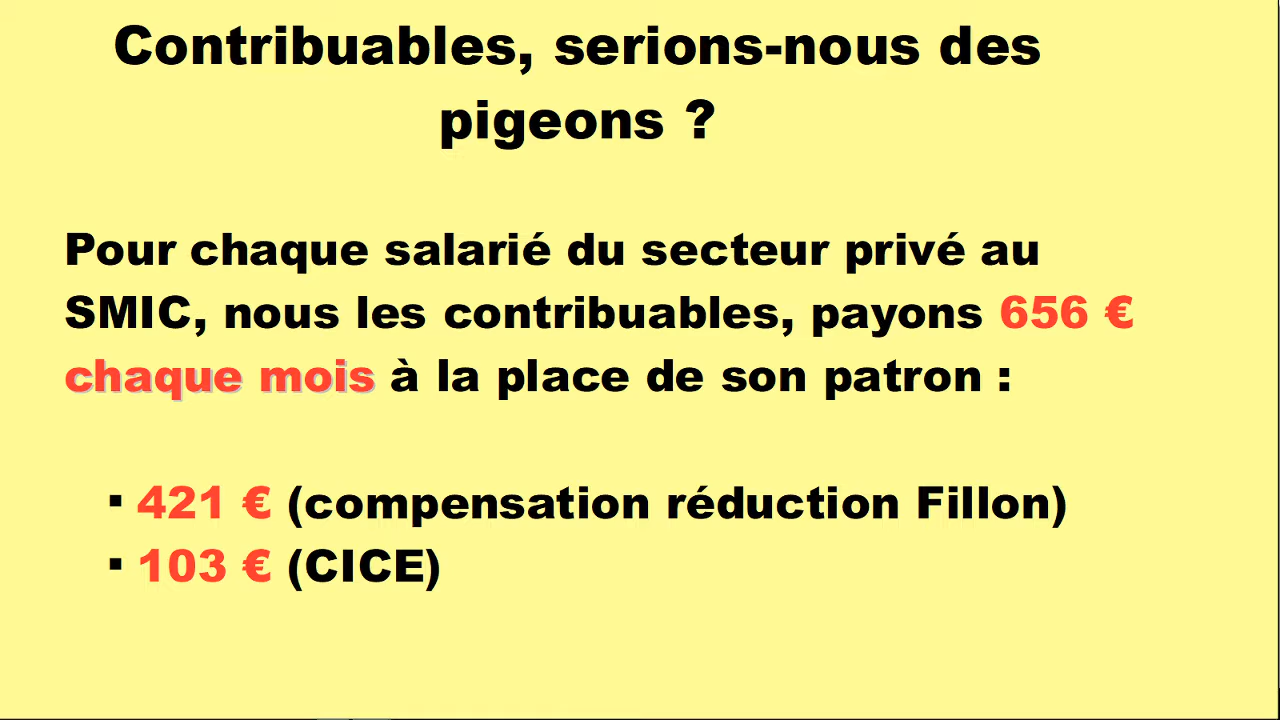 Contribuables, serions-nous des
pigeons ?
Pour chaque salarié du secteur privé au
SMIC, nous les contribuables, payons 656 €
chaque mois à la place de son patron :
▪ 421 € (compensation réduction Fillon)
▪ 103 € (CICE)